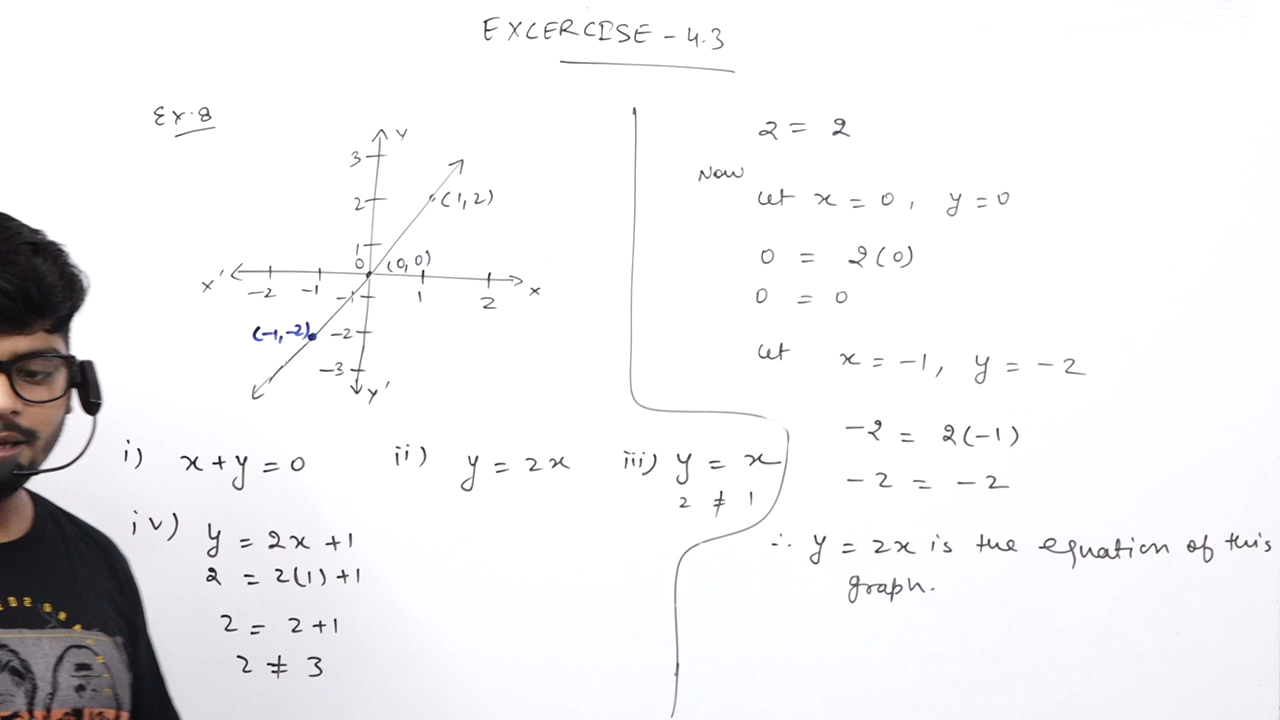 EXCERCISE - 4.3
Ex.8
Y
3
2
(1,2)
1
0
(0,0)
X'
-2
-1
-1
1
2
X
(-1,-2)
-2
-3
Y'
i) x+y=0
ii) y = 2x
iii) y = x
2 ≠ 1
iv) y = 2x +1
2 = 2(1)+1
2 = 2+1
2 ≠ 3
2 = 2
Now
let x = 0, y = 0
0 = 2(0)
0 = 0
let x = -1, y = -2
-2 = 2(-1)
-2 = -2
∴ y = 2x is the equation of this
graph.